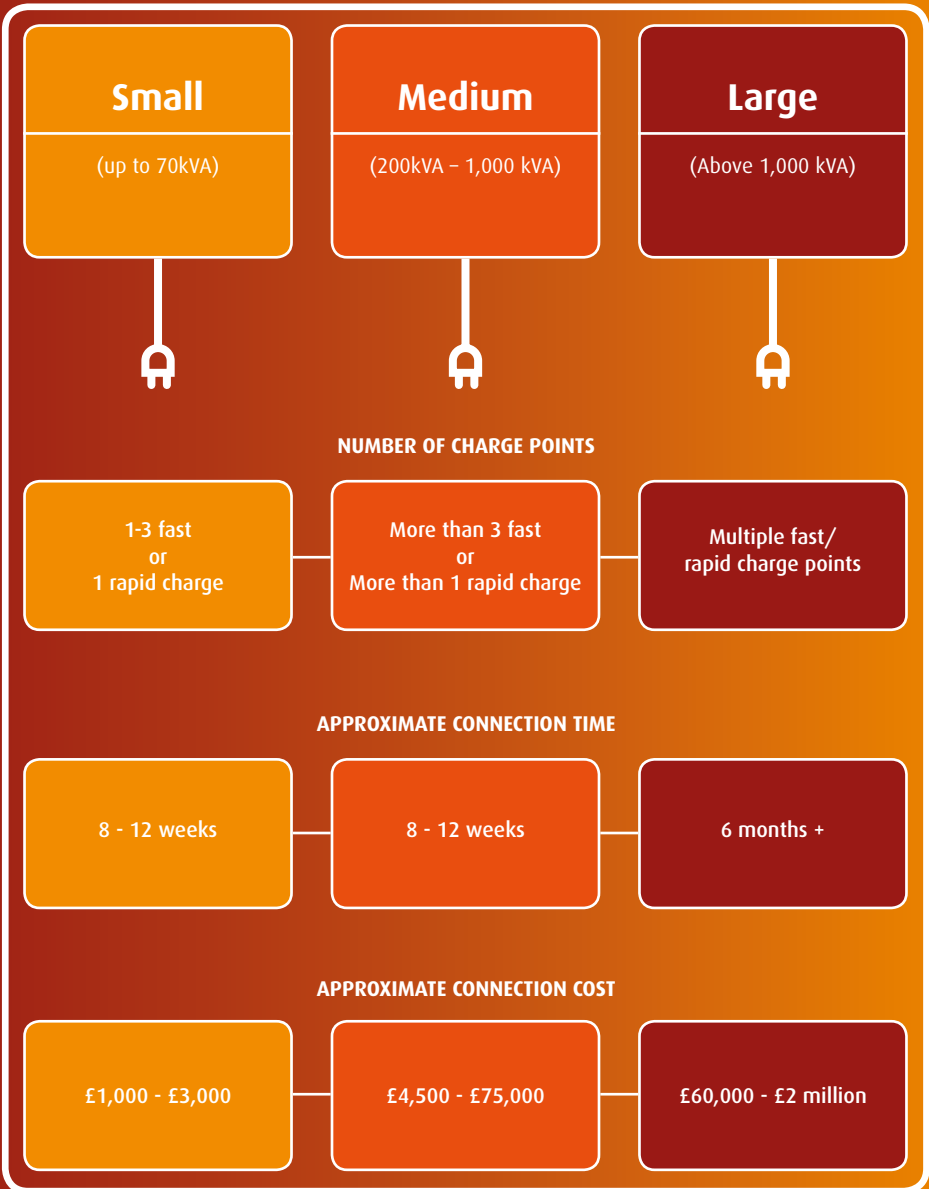 Small
Medium
Large
(up to 70kVA)
(200kVA – 1,000 kVA)
(Above 1,000 kVA)
NUMBER OF CHARGE POINTS
1-3 fast
or
1 rapid charge
More than 3 fast
or
More than 1 rapid charge
Multiple fast/
rapid charge points
APPROXIMATE CONNECTION TIME
8 - 12 weeks
8 - 12 weeks
6 months +
APPROXIMATE CONNECTION COST
£1,000 - £3,000
£4,500 - £75,000
£60,000 - £2 million